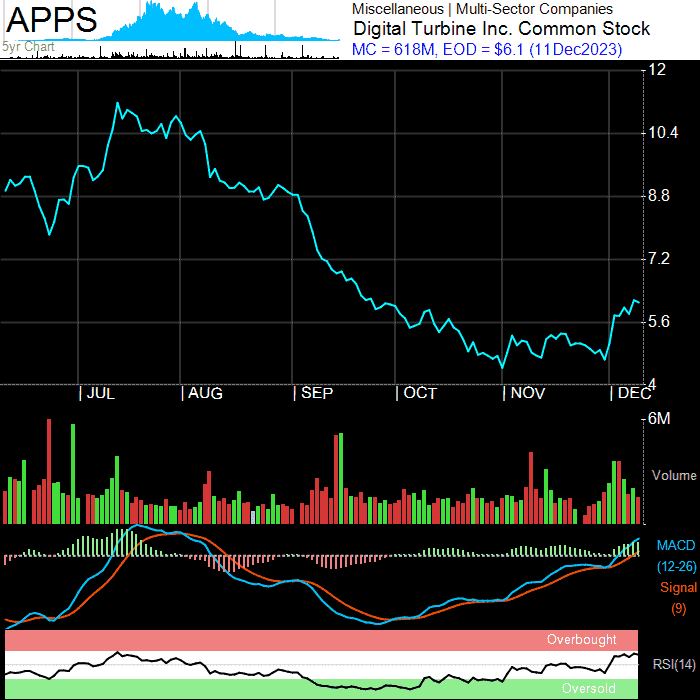 APPS
5yr Chart
Miscellaneous | Multi-Sector Companies
Digital Turbine Inc. Common Stock
MC = 618M, EOD = $6.1 (11Dec2023)
12
10.4
8.8
7.2
5.6
4
| JUL | AUG | SEP | OCT | NOV | DEC
6M
Volume
MACD
(12-26)
Signal
(9)
Overbought
RSI(14)
Oversold